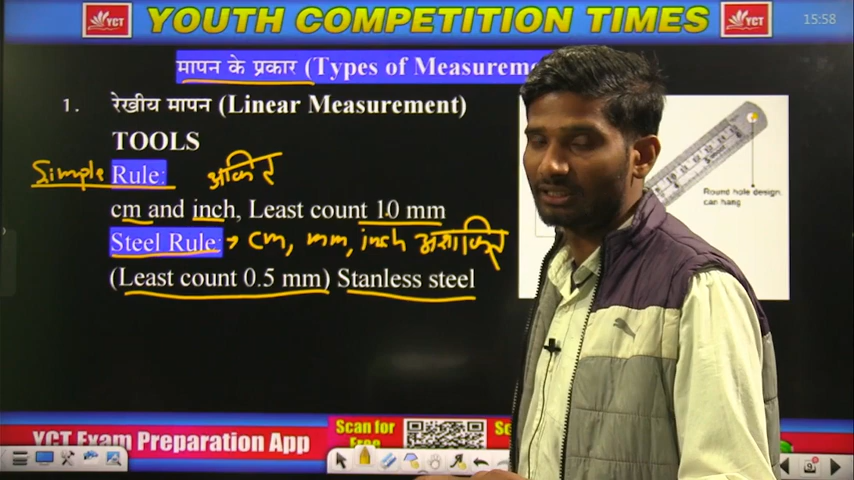 YCT YOUTH COMPETITION TIMES YCT
15:58
मापन के प्रकार (Types of Measurem
1. रेखीय मापन (Linear Measurement)
TOOLS
Simple Rule:
cm and inch, Least count 1.0 mm
Steel Rule: → cm, mm, inch
(Least count 0.5 mm) Stanless steel
Round hole design,
can hang
YCT Exam Preparation App
Scan for
Free